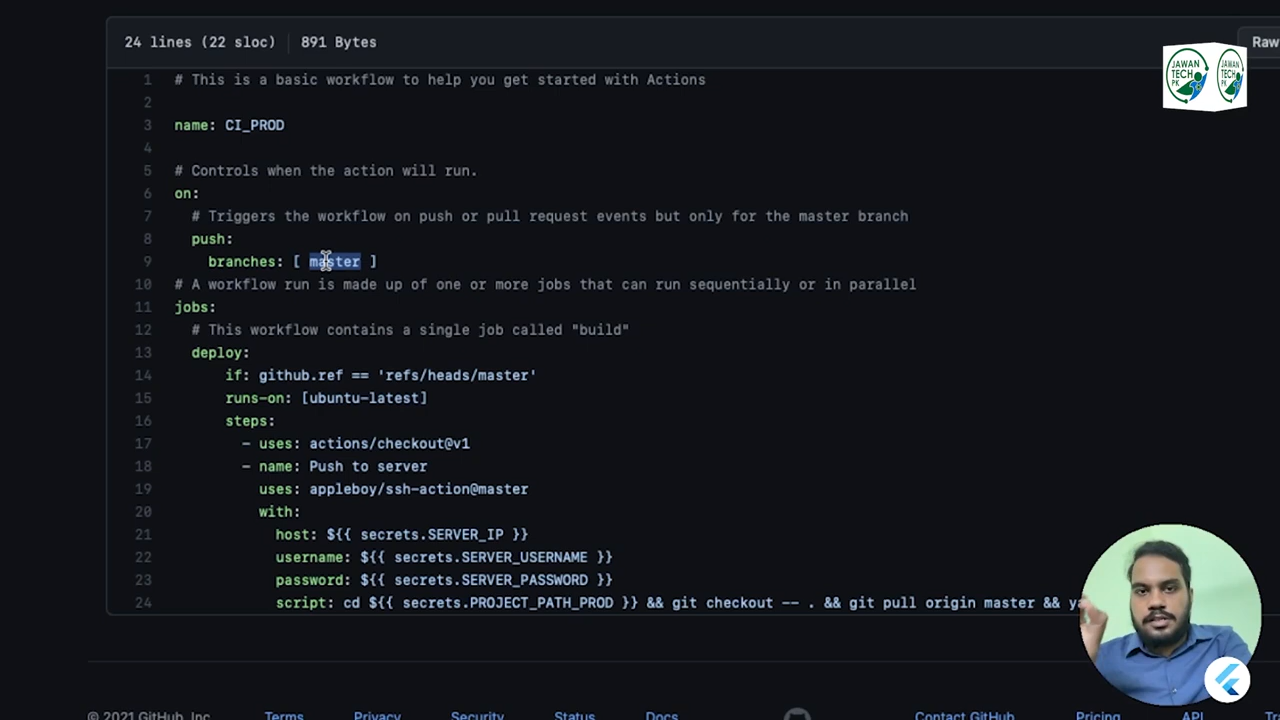 24 lines (22 sloc) 891 Bytes Raw
JAWAN TECH PK JAWAN TECH PK
1 # This is a basic workflow to help you get started with Actions
2
3 name: CI_PROD
4
5 # Controls when the action will run.
6 on:
7 # Triggers the workflow on push or pull request events but only for the master branch
8 push:
9 branches: [ master ]
10 # A workflow run is made up of one or more jobs that can run sequentially or in parallel
11 jobs:
12 # This workflow contains a single job called "build"
13 deploy:
14 if: github.ref == 'refs/heads/master'
15 runs-on: [ubuntu-latest]
16 steps:
17 - uses: actions/checkout@v1
18 - name: Push to server
19 uses: appleboy/ssh-action@master
20 with:
21 host: ${{ secrets.SERVER_IP }}
22 username: ${{ secrets.SERVER_USERNAME }}
23 password: ${{ secrets.SERVER_PASSWORD }}
24 script: cd ${{ secrets.PROJECT_PATH_PROD }} && git checkout -- . && git pull origin master &&
© 2021 GitHub, Inc. Terms Privacy Security Status Docs Contact GitHub Pricing API